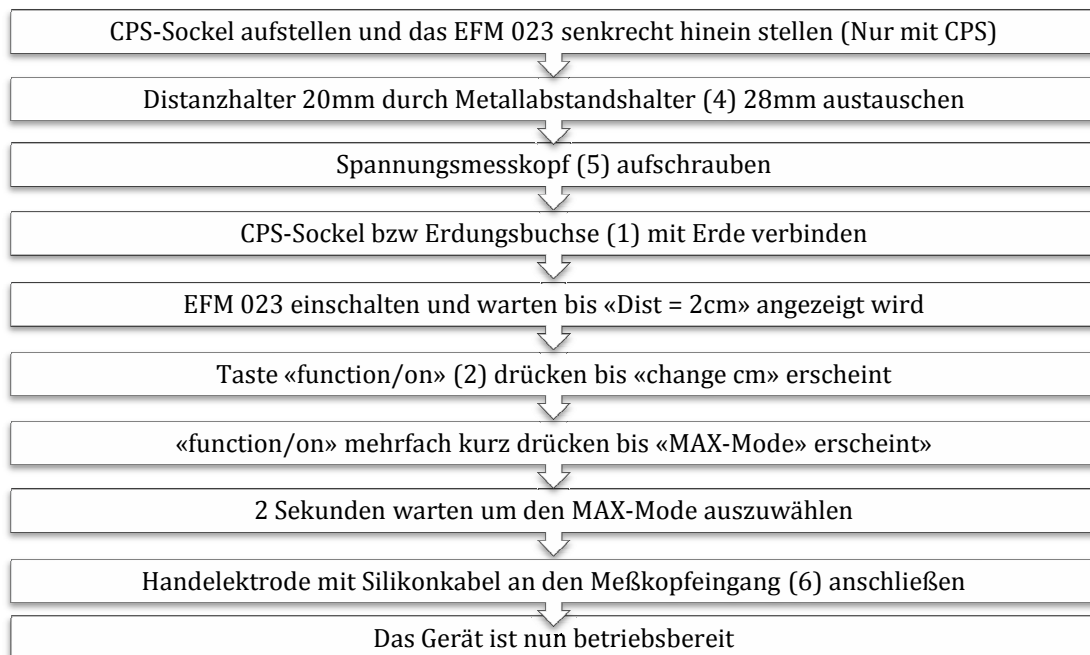 CPS-Sockel aufstellen und das EFM 023 senkrecht hinein stellen (Nur mit CPS)
Distanzhalter 20mm durch Metallabstandshalter (4) 28mm austauschen
Spannungsmesskopf (5) aufschrauben
CPS-Sockel bzw Erdungsbuchse (1) mit Erde verbinden
EFM 023 einschalten und warten bis «Dist = 2cm» angezeigt wird
Taste «function/on» (2) drücken bis «change cm» erscheint
«function/on» mehrfach kurz drücken bis «MAX-Mode» erscheint»
2 Sekunden warten um den MAX-Mode auszuwählen
Handelektrode mit Silikonkabel an den Meßkopfeingang (6) anschließen
Das Gerät ist nun betriebsbereit